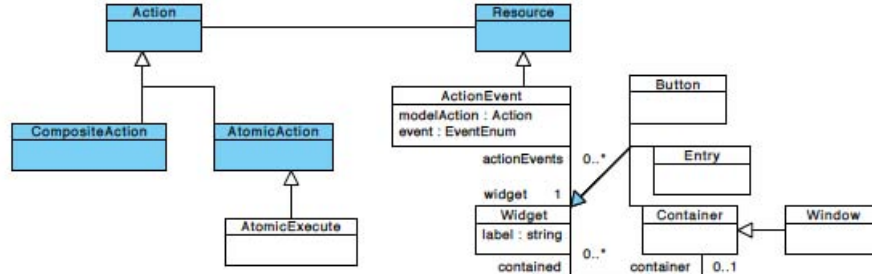 Action
Resource
ActionEvent
modelAction : Action
event : EventEnum
Button
CompositeAction
AtomicAction
actionEvents
0..*
Entry
widget
1
AtomicExecute
Widget
label : string
Container
Window
0..*
contained
container
0..1